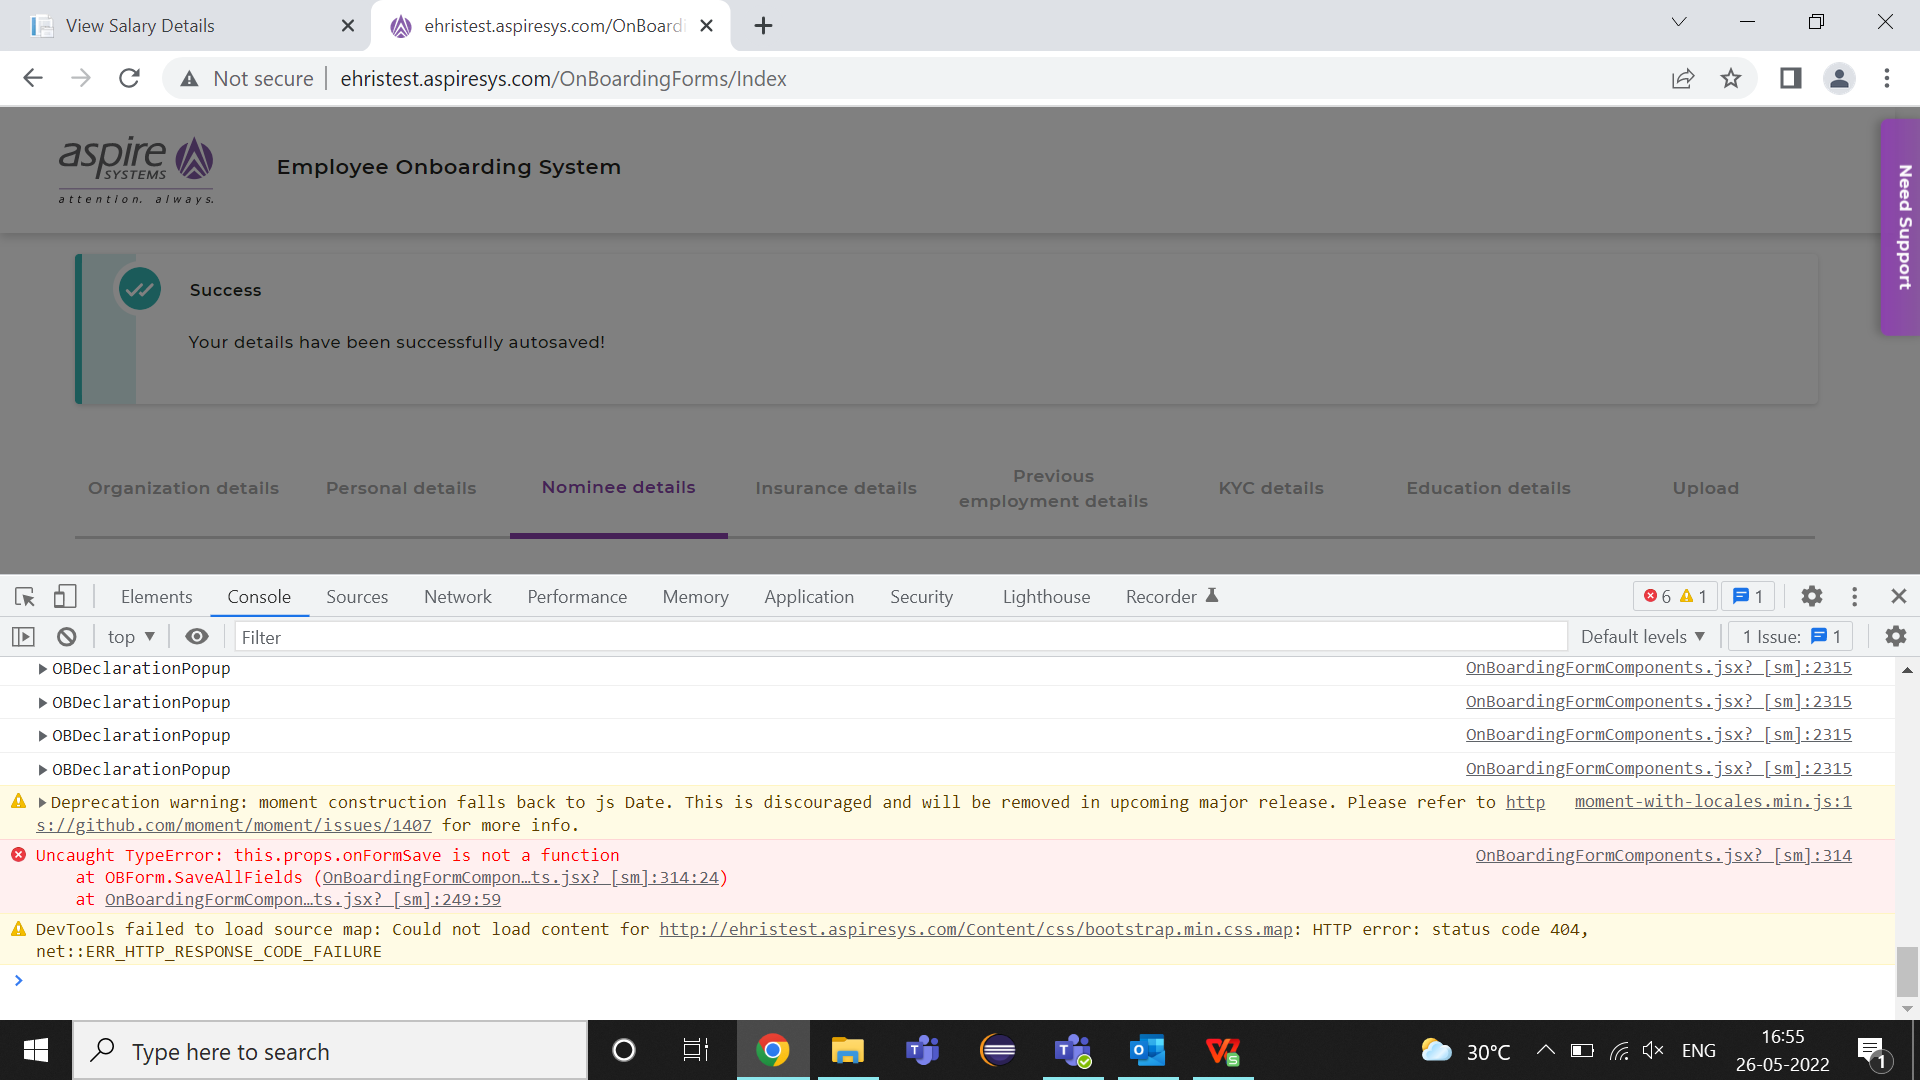 View Salary Details
ehristest.aspiresys.com/OnBoardi
Not secure
ehristest.aspiresys.com/OnBoardingForms/Index
aspire
SYSTEMS
attention. always.
Employee Onboarding System
Need Support
Success
Your details have been successfully autosaved!
Organization details
Personal details
Nominee details
Insurance details
Previous
employment details
KYC details
Education details
Upload
Elements
Console
Sources
Network
Performance
Memory
Application
Security
Lighthouse
Recorder
6
1
1
top
Filter
Default levels
1 Issue:
1
OBDeclarationPopup OnBoardingFormComponents.jsx? [sm]:2315
OBDeclarationPopup OnBoardingFormComponents.jsx? [sm]:2315
OBDeclarationPopup OnBoardingFormComponents.jsx? [sm]:2315
OBDeclarationPopup OnBoardingFormComponents.jsx? [sm]:2315
Deprecation warning: moment construction falls back to js Date. This is discouraged and will be removed in upcoming major release. Please refer to http moment-with-locales.min.js:1
s://github.com/moment/moment/issues/1407 for more info.
Uncaught TypeError: this.props.onFormSave is not a function OnBoardingFormComponents.jsx? [sm]:314
at OBForm.SaveAllFields (OnBoardingFormCompon…ts.jsx? [sm]:314:24)
at OnBoardingFormCompon…ts.jsx? [sm]:249:59
DevTools failed to load source map: Could not load content for http://ehristest.aspiresys.com/Content/css/bootstrap.min.css.map: HTTP error: status code 404,
net::ERR_HTTP_RESPONSE_CODE_FAILURE
Type here to search
30°C
ENG
16:55
26-05-2022
1